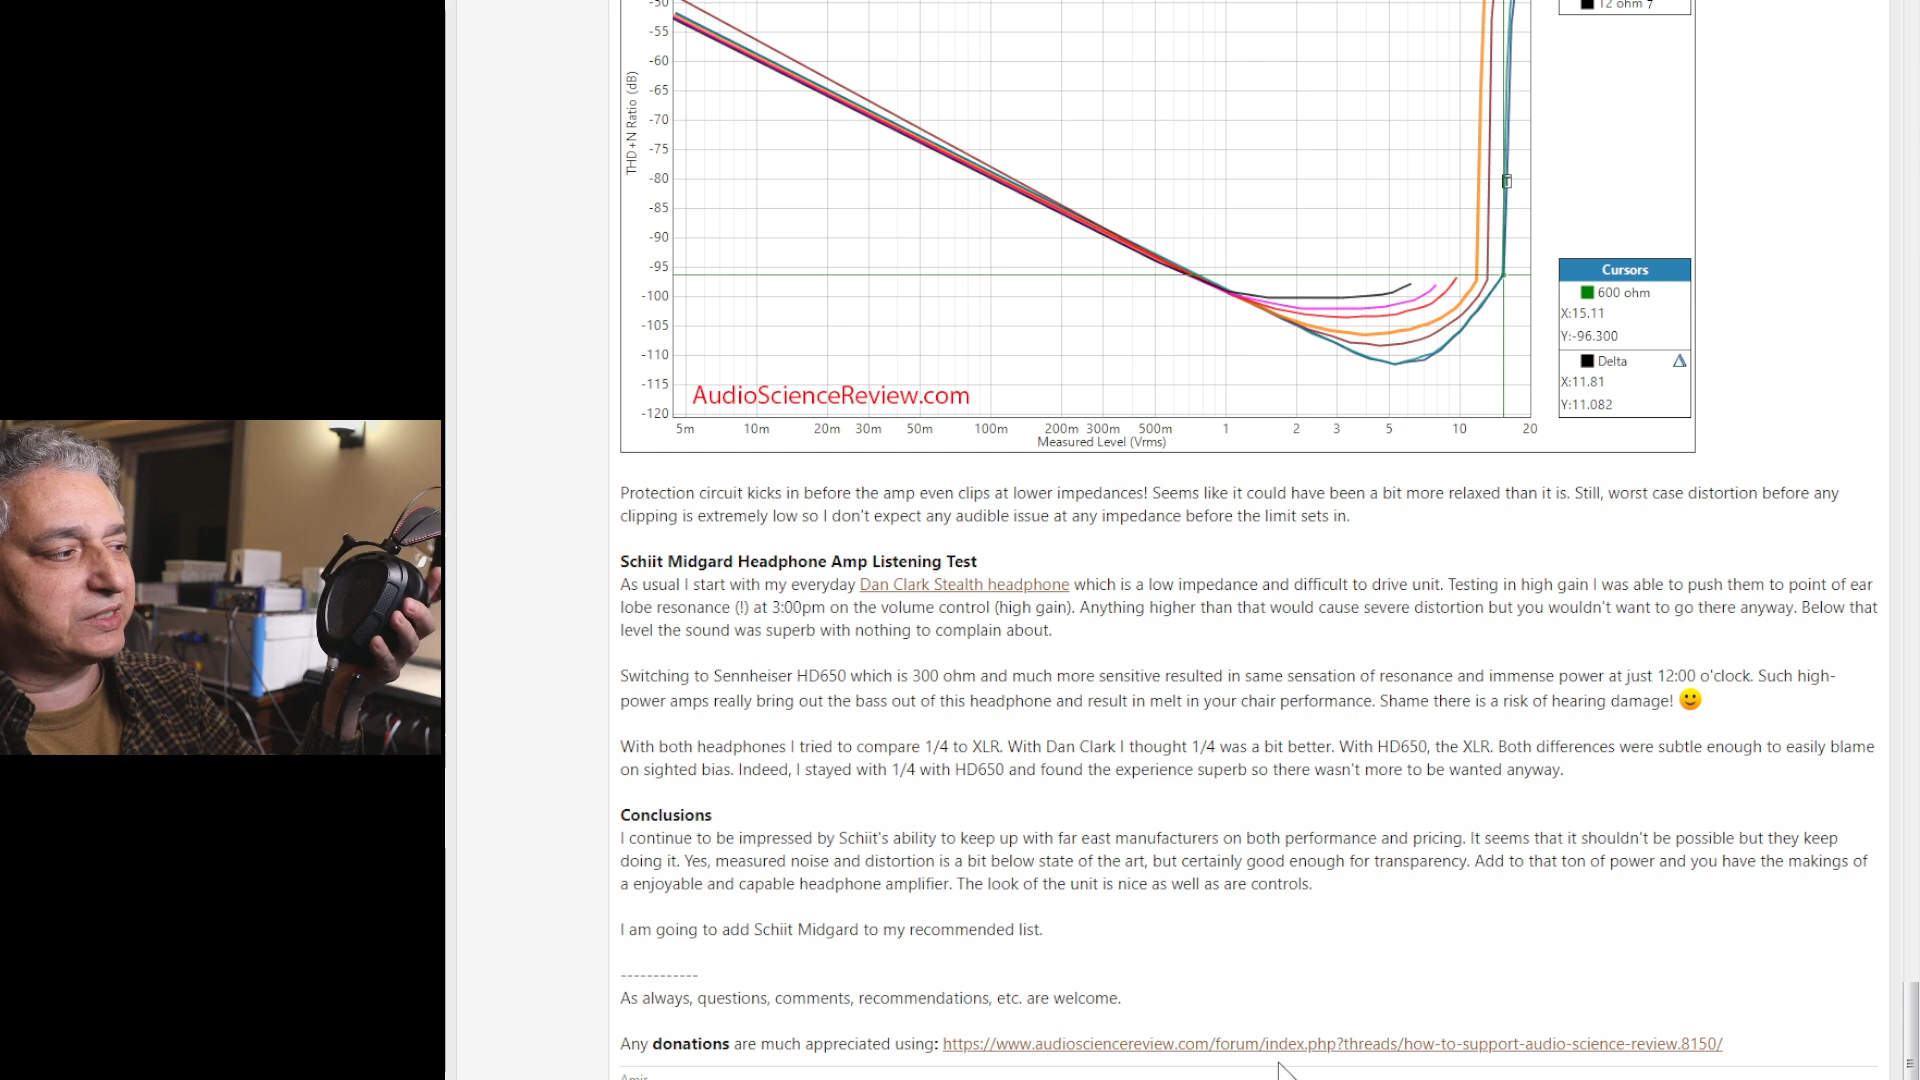 -50
12 ohm 7
-55
-60
-65
-70
-75
-80
-85
-90
-95
-100
-105
-110
-115
-120
THD+N Ratio (dB)
T
AudioScienceReview.com
5m 10m 20m 30m 50m 100m 200m 300m 500m 1 2 3 5 10 20
Measured Level (Vrms)
Cursors
600 ohm
X:15.11
Y:-96.300
Delta
X:11.81
Y:11.082
Protection circuit kicks in before the amp even clips at lower impedances! Seems like it could have been a bit more relaxed than it is. Still, worst case distortion before any
clipping is extremely low so I don't expect any audible issue at any impedance before the limit sets in.
Schiit Midgard Headphone Amp Listening Test
As usual I start with my everyday Dan Clark Stealth headphone which is a low impedance and difficult to drive unit. Testing in high gain I was able to push them to point of ear
lobe resonance (!) at 3:00pm on the volume control (high gain). Anything higher than that would cause severe distortion but you wouldn't want to go there anyway. Below that
level the sound was superb with nothing to complain about.
Switching to Sennheiser HD650 which is 300 ohm and much more sensitive resulted in same sensation of resonance and immense power at just 12:00 o'clock. Such high-
power amps really bring out the bass out of this headphone and result in melt in your chair performance. Shame there is a risk of hearing damage! 🙂
With both headphones I tried to compare 1/4 to XLR. With Dan Clark I thought 1/4 was a bit better. With HD650, the XLR. Both differences were subtle enough to easily blame
on sighted bias. Indeed, I stayed with 1/4 with HD650 and found the experience superb so there wasn't more to be wanted anyway.
Conclusions
I continue to be impressed by Schiit's ability to keep up with far east manufacturers on both performance and pricing. It seems that it shouldn't be possible but they keep
doing it. Yes, measured noise and distortion is a bit below state of the art, but certainly good enough for transparency. Add to that ton of power and you have the makings of
a enjoyable and capable headphone amplifier. The look of the unit is nice as well as are controls.
I am going to add Schiit Midgard to my recommended list.
------------
As always, questions, comments, recommendations, etc. are welcome.
Any donations are much appreciated using: https://www.audiosciencereview.com/forum/index.php?threads/how-to-support-audio-science-review.8150/
Amir